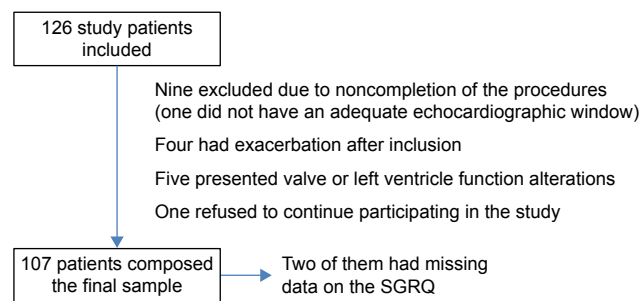 126 study patients
included
Nine excluded due to noncompletion of the procedures
(one did not have an adequate echocardiographic window)
Four had exacerbation after inclusion
Five presented valve or left ventricle function alterations
One refused to continue participating in the study
107 patients composed
the final sample
Two of them had missing
data on the SGRQ